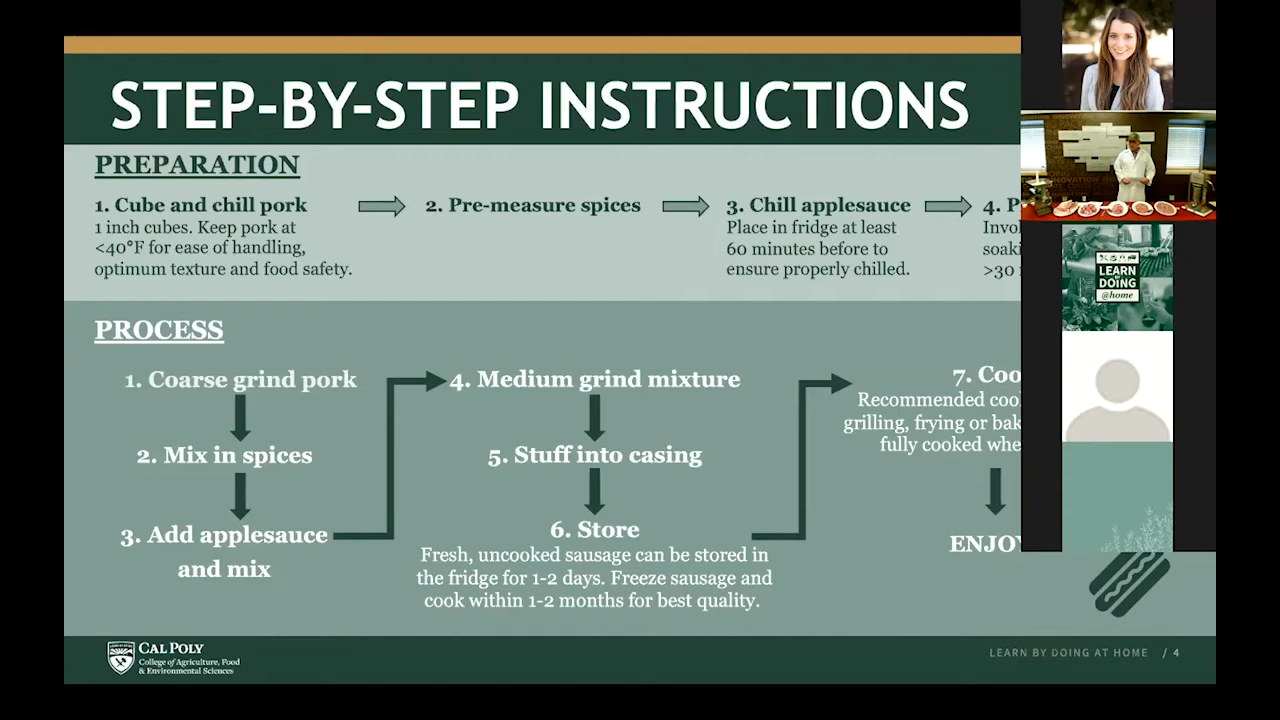 STEP-BY-STEP INSTRUCTIONS
PREPARATION
1. Cube and chill pork
1 inch cubes. Keep pork at
<40°F for ease of handling,
optimum texture and food safety.
2. Pre-measure spices
3. Chill applesauce
Place in fridge at least
60 minutes before to
ensure properly chilled.
4. P
Invol
soaki
>30
PROCESS
1. Coarse grind pork
2. Mix in spices
3. Add applesauce
and mix
4. Medium grind mixture
5. Stuff into casing
6. Store
Fresh, uncooked sausage can be stored in
the fridge for 1-2 days. Freeze sausage and
cook within 1-2 months for best quality.
7. Coo
Recommended coo
grilling, frying or bak
fully cooked whe
ENJOY
LEARN
BY
DOING
@home
CAL POLY
College of Agriculture, Food
& Environmental Sciences
LEARN BY DOING AT HOME / 4